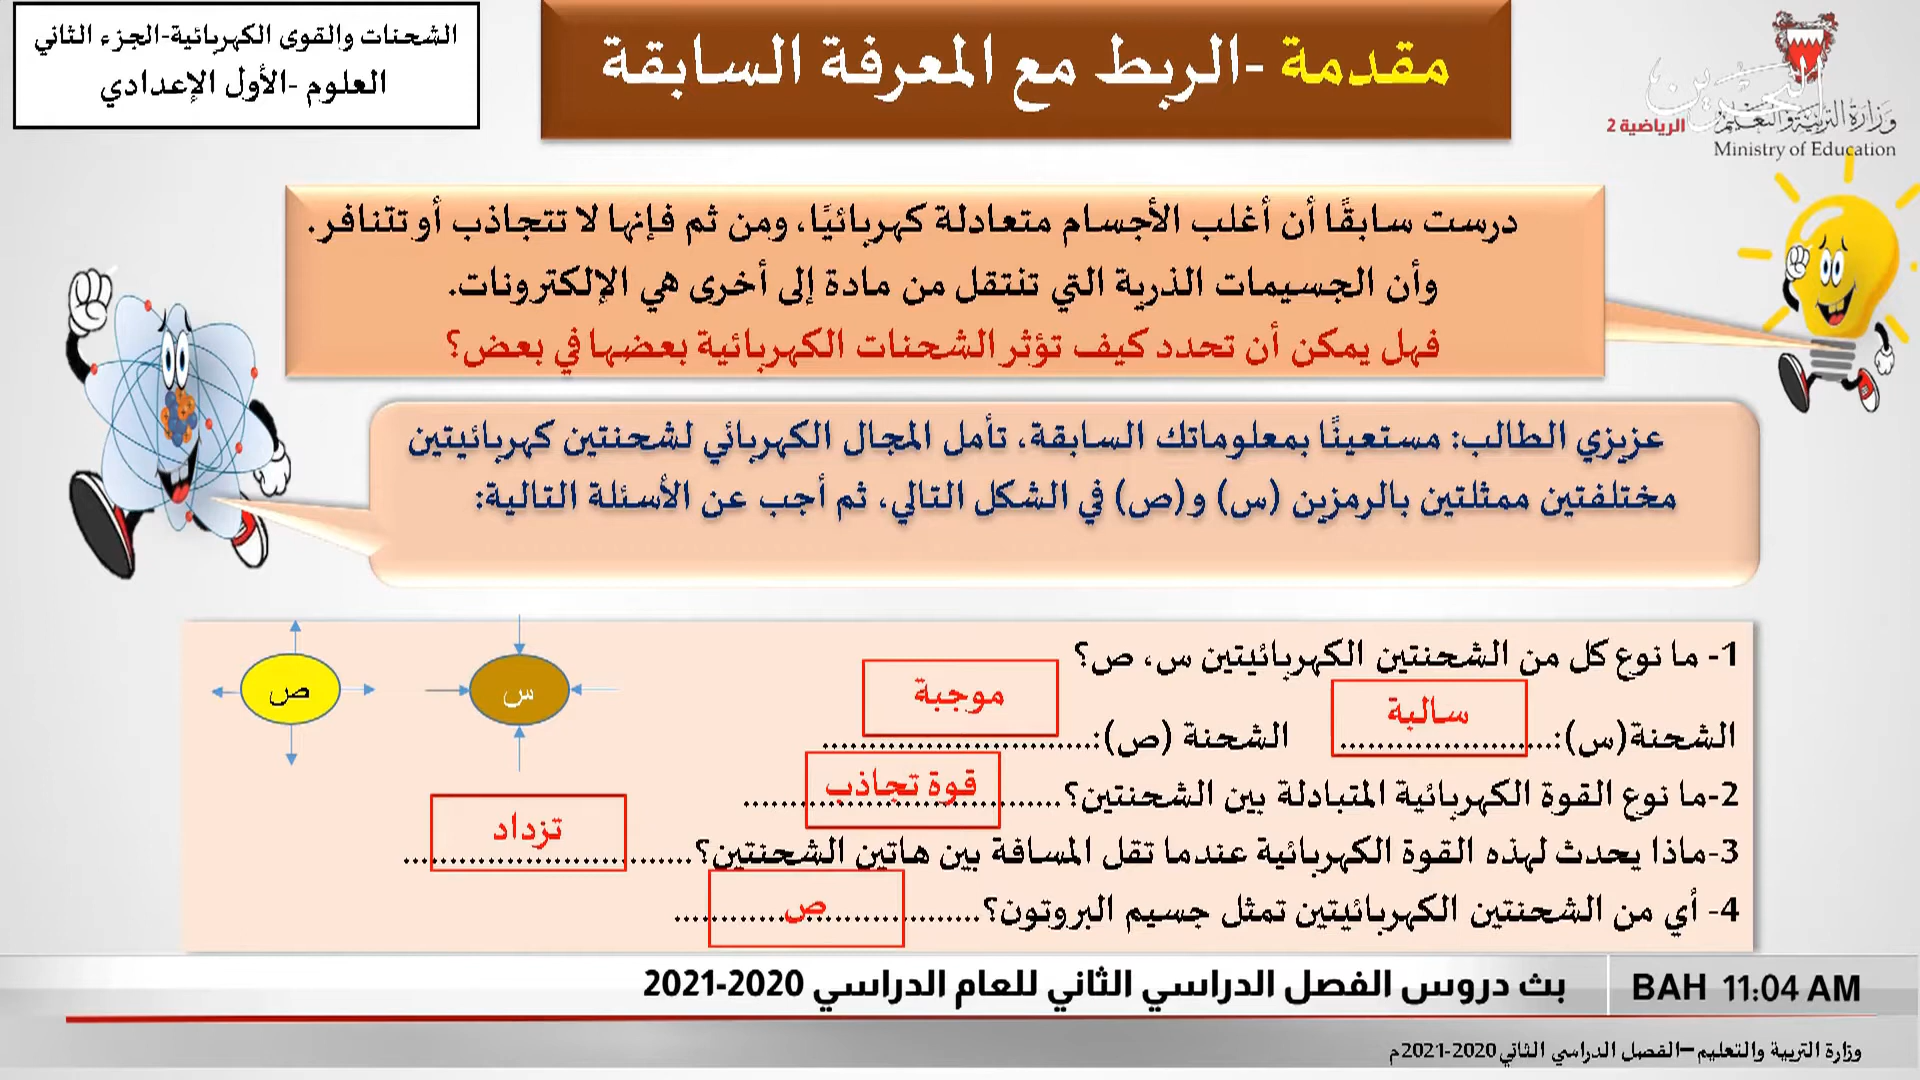 الشحنات والقوى الكهربائية-الجزء الثاني
العلوم -الأول الإعدادي
مقدمة -الربط مع المعرفة السابقة
البحرين
الرياضية 2
وزارة التربية والتعليم
Ministry of Education
درست سابقًا أن أغلب الأجسام متعادلة كهربائيًا، ومن ثم فإنها لا تتجاذب أو تتنافر.
وأن الجسيمات الذرية التي تنتقل من مادة إلى أخرى هي الإلكترونات.
فهل يمكن أن تحدد كيف تؤثر الشحنات الكهربائية بعضها في بعض؟
عزيزي الطالب: مستعينًا بمعلوماتك السابقة، تأمل المجال الكهربائي لشحنتين كهربائيتين
مختلفتين ممثلتين بالرمزين (س) و(ص) في الشكل التالي، ثم أجب عن الأسئلة التالية:
1- ما نوع كل من الشحنتين الكهربائيتين س، ص؟
الشحنة(س):....................... سالبة الشحنة (ص):............................. موجبة
2-ما نوع القوة الكهربائية المتبادلة بين الشحنتين؟.................................. قوة تجاذب
3-ماذا يحدث لهذه القوة الكهربائية عندما تقل المسافة بين هاتين الشحنتين؟............................... تزداد
4- أي من الشحنتين الكهربائيتين تمثل جسيم البروتون؟................................. ص
س
ص
BAH 11:04 AM
بث دروس الفصل الدراسي الثاني للعام الدراسي 2020-2021
وزارة التربية والتعليم –الفصل الدراسي الثاني 2020-2021م